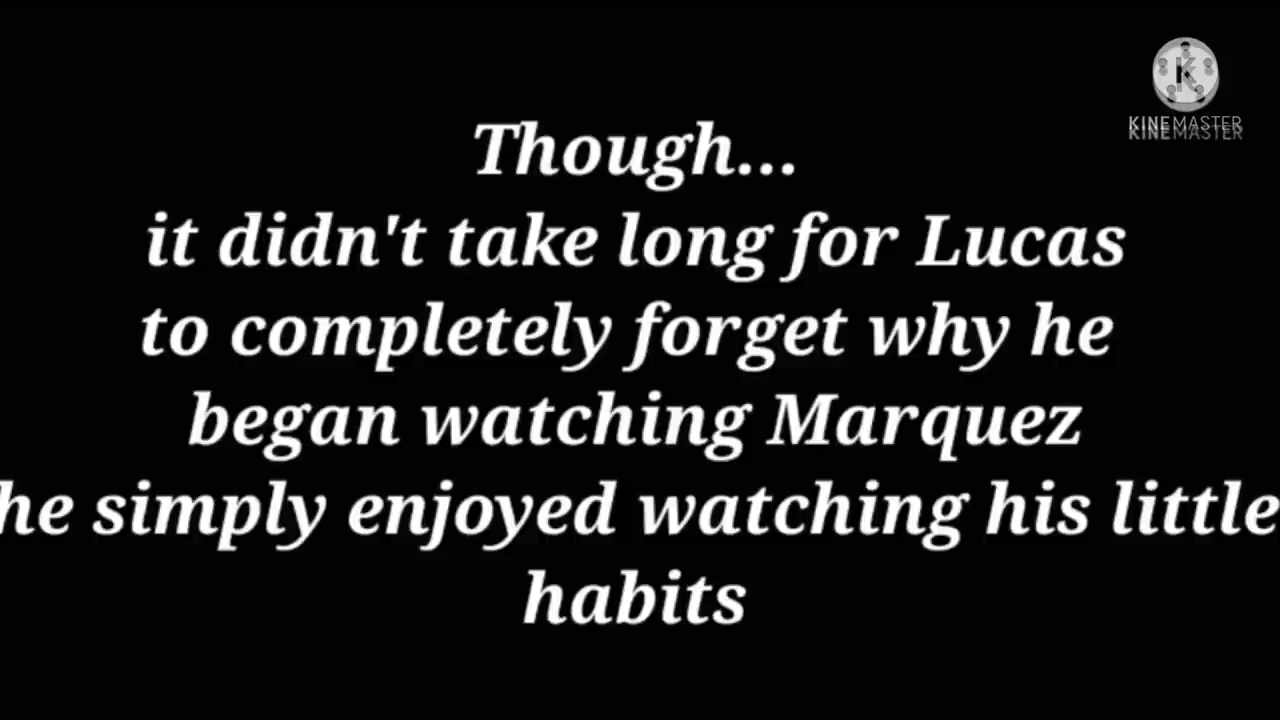 KINEMASTER
Though...
it didn't take long for Lucas
to completely forget why he
began watching Marquez
he simply enjoyed watching his little
habits